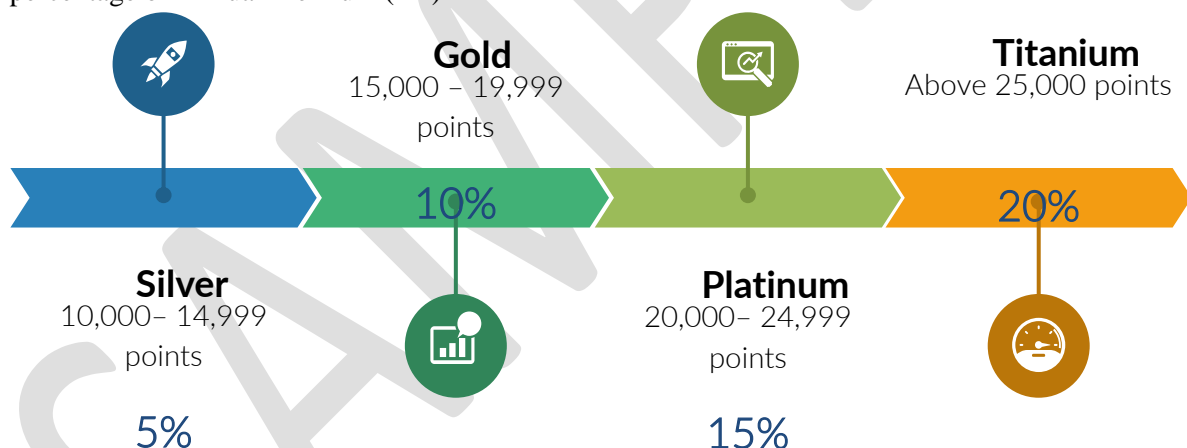 Gold
15,000 – 19,999
points
Titanium
Above 25,000 points
10%
20%
Silver
10,000– 14,999
points
5%
Platinum
20,000– 24,999
points
15%